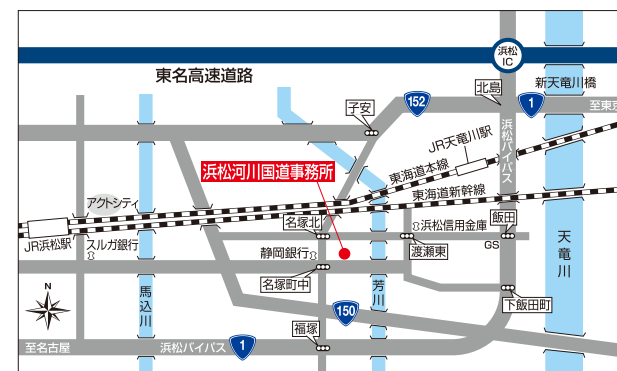 浜松
IC
東名高速道路
新天竜川橋
北島
152
1
至東京
子安
JR天竜川駅
浜松バイパス
浜松河川国道事務所
東海道本線
東海道新幹線
アクトシティ
名塚北
浜松信用金庫
飯田
JR浜松駅
スルガ銀行
静岡銀行
渡瀬東
GS
天竜川
名塚町中
N
馬込川
芳川
下飯田町
150
福塚
至名古屋
浜松バイパス
1